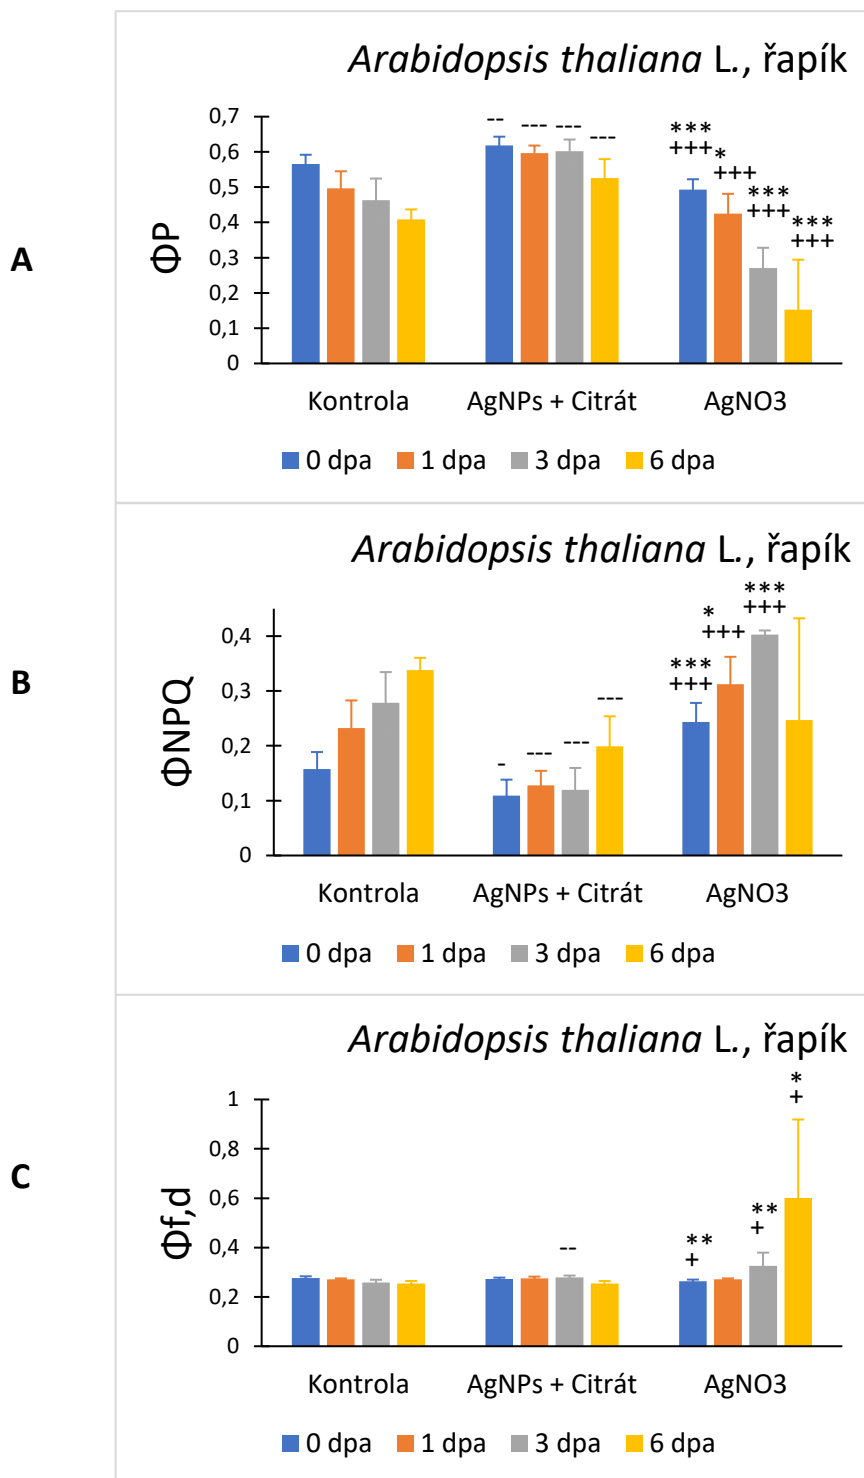 A
Arabidopsis thaliana L., řapík
ΦP
0,7
0,6
0,5
0,4
0,3
0,2
0,1
0
-- --- --- ---
*** * *** ***
+++ +++ +++ +++
Kontrola AgNPs + Citrát AgNO3
0 dpa 1 dpa 3 dpa 6 dpa
B
Arabidopsis thaliana L., řapík
ΦNPQ
0,4
0,3
0,2
0,1
0
- --- --- ---
*** * ***
+++ +++ +++
Kontrola AgNPs + Citrát AgNO3
0 dpa 1 dpa 3 dpa 6 dpa
C
Arabidopsis thaliana L., řapík
Φf,d
1
0,8
0,6
0,4
0,2
0
--
** ** *
+ + +
Kontrola AgNPs + Citrát AgNO3
0 dpa 1 dpa 3 dpa 6 dpa